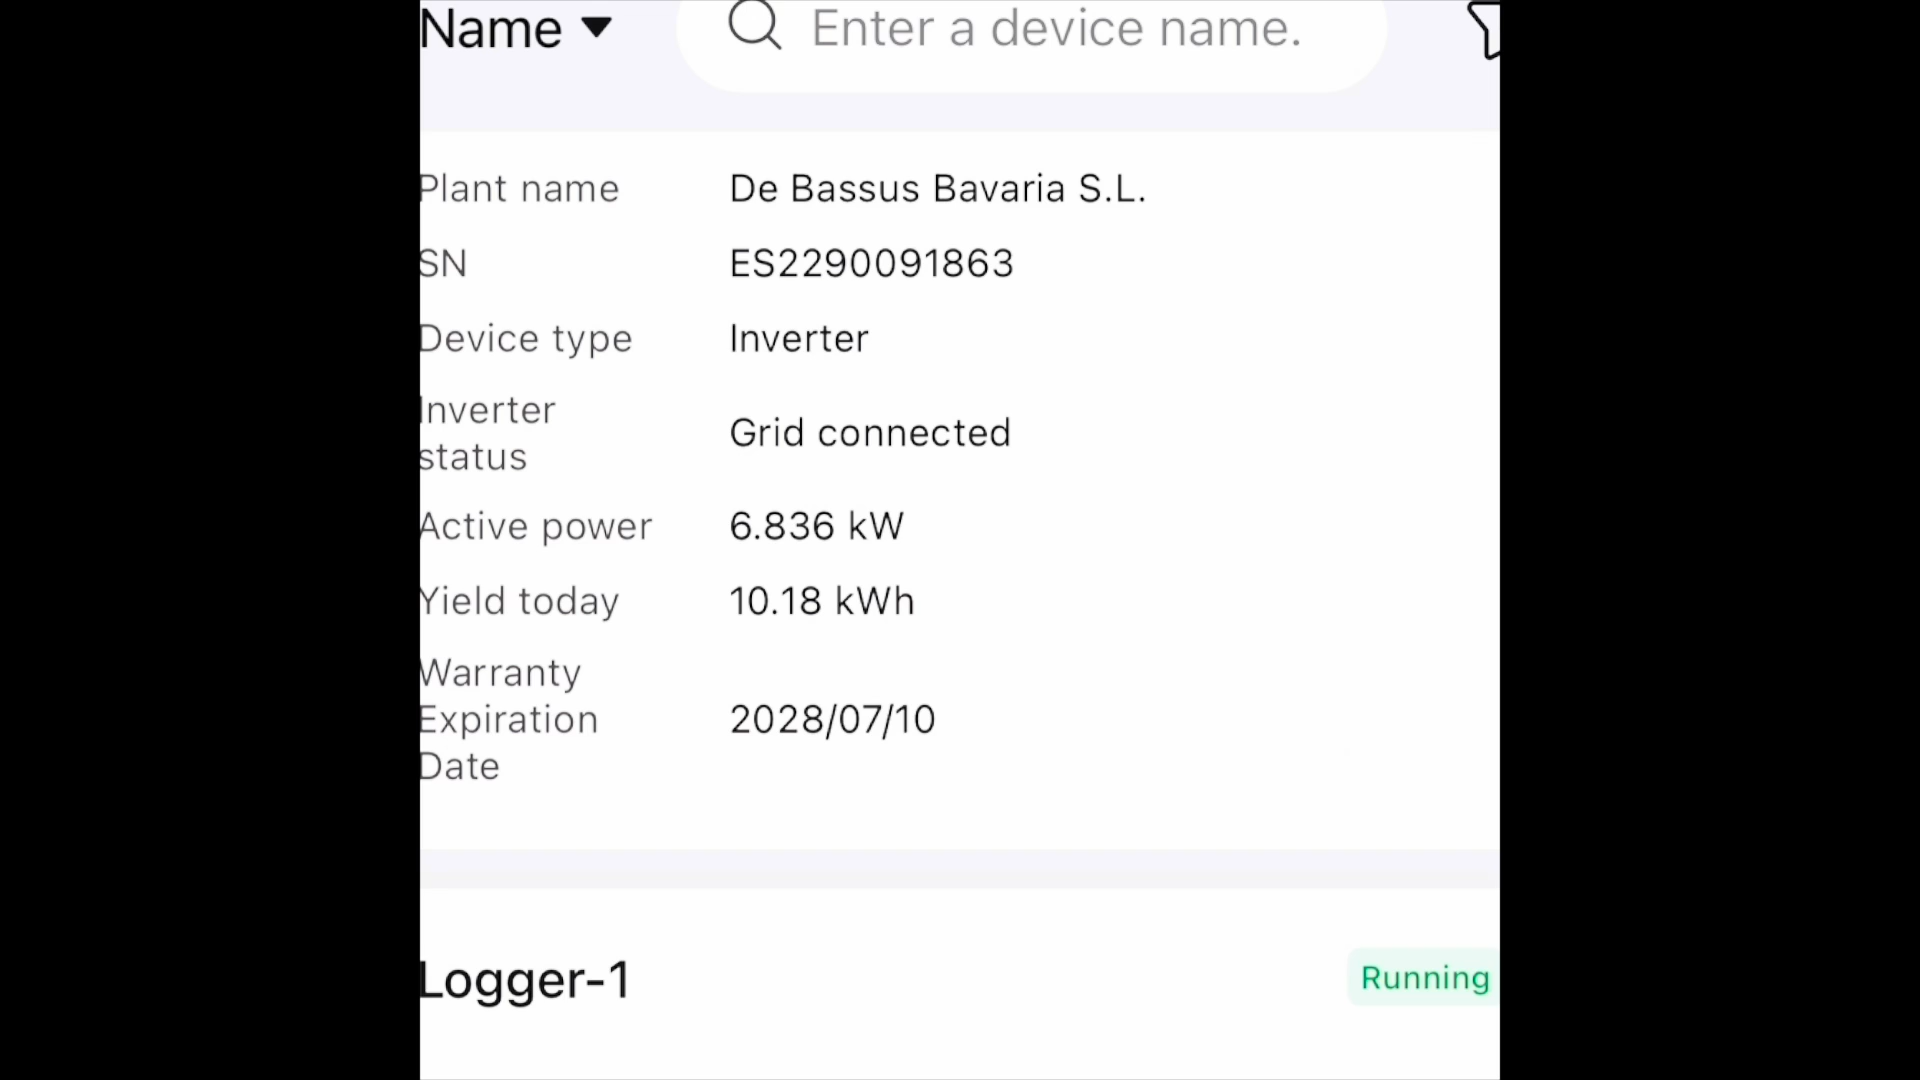 Name
Enter a device name.
Plant name De Bassus Bavaria S.L.
SN ES2290091863
Device type Inverter
Inverter status Grid connected
Active power 6.836 kW
Yield today 10.18 kWh
Warranty Expiration Date 2028/07/10
Logger-1 Running